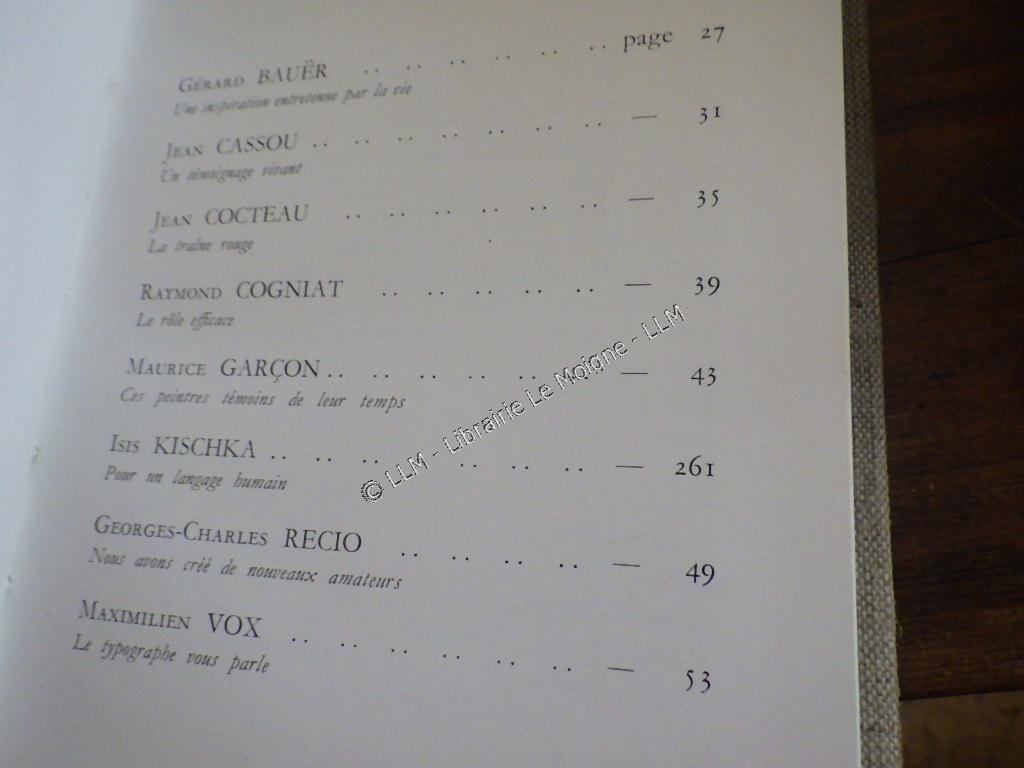 Gérard BAUËR .. .. .. .. .. .. page 27
Une inspiration entretenue par la vie
Jean CASSOU .. .. .. .. .. .. .. — 31
Un témoignage vivant
Jean COCTEAU .. .. .. .. .. .. — 35
La traîne rouge
Raymond COGNIAT .. .. .. .. .. — 39
Le rôle efficace
Maurice GARÇON .. .. .. .. .. .. — 43
Ces peintres témoins de leur temps
Isis KISCHKA .. .. .. .. .. .. — 261
Pour un langage humain
Georges-Charles RECIO .. .. .. .. — 49
Nous avons créé de nouveaux amateurs
Maximilien VOX .. .. .. .. .. .. — 53
Le typographe vous parle
© LLM - Librairie Le Moigne - LLM